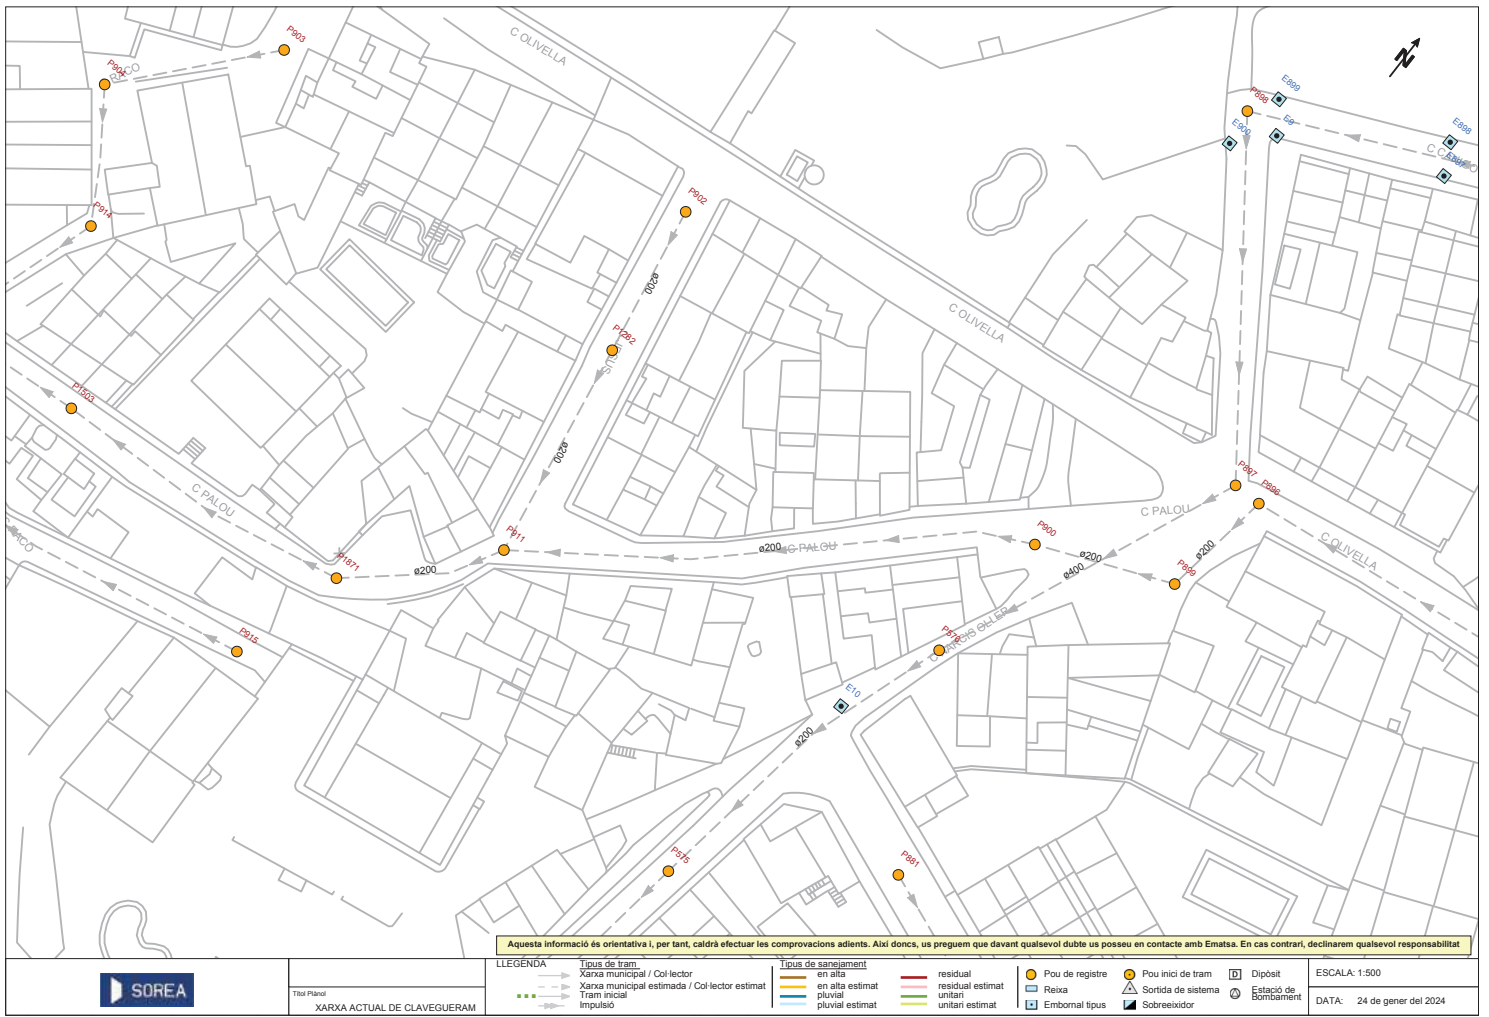 C OLIVELLA
P903
P904
P914
P902
ø200
P1282
ø200
P1503
C PALOU
P1871
ø200
P911
ø200
C PALOU
P915
C OLIVELLA
E899
P898
E9
E900
E898
P897
P896
C PALOU
C OLIVELLA
P900
ø200
ø200
P899
ø400
P576
C NARCIS OLLER
E10
ø200
P575
P881
N
Aquesta informació és orientativa i, per tant, caldrà efectuar les comprovacions adients. Així doncs, us preguem que davant qualsevol dubte us posseu en contacte amb Ematsa. En cas contrari, declinarem qualsevol responsabilitat
SOREA
Títol Plànol
XARXA ACTUAL DE CLAVEGUERAM
LLEGENDA
Tipus de tram
Xarxa municipal / Col·lector
Xarxa municipal estimada / Col·lector estimat
Tram inicial
Impulsió
Tipus de sanejament
en alta
en alta estimat
pluvial
pluvial estimat
residual
residual estimat
unitari
unitari estimat
Pou de registre
Reixa
Embornal tipus
Pou inici de tram
Sortida de sistema
Sobreeixidor
D Dipòsit
Estació de
Bombament
ESCALA: 1:500
DATA: 24 de gener del 2024